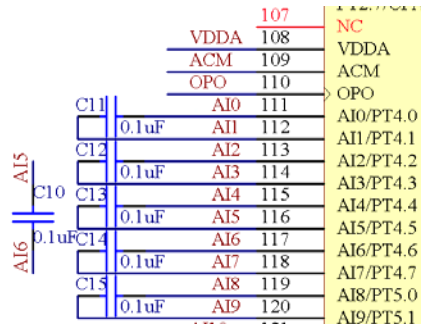 107
NC
VDDA 108 VDDA
ACM 109 ACM
OPO 110 OPO
C11 AI0 111 AI0/PT4.0
0.1uF AI1 112 AI1/PT4.1
C12 AI2 113 AI2/PT4.2
0.1uF AI3 114 AI3/PT4.3
AI5
C10
C13 AI4 115 AI4/PT4.4
0.1uF AI5 116 AI5/PT4.5
0.1uF
AI6
C14 AI6 117 AI6/PT4.6
0.1uF AI7 118 AI7/PT4.7
C15 AI8 119 AI8/PT5.0
0.1uF AI9 120 AI9/PT5.1